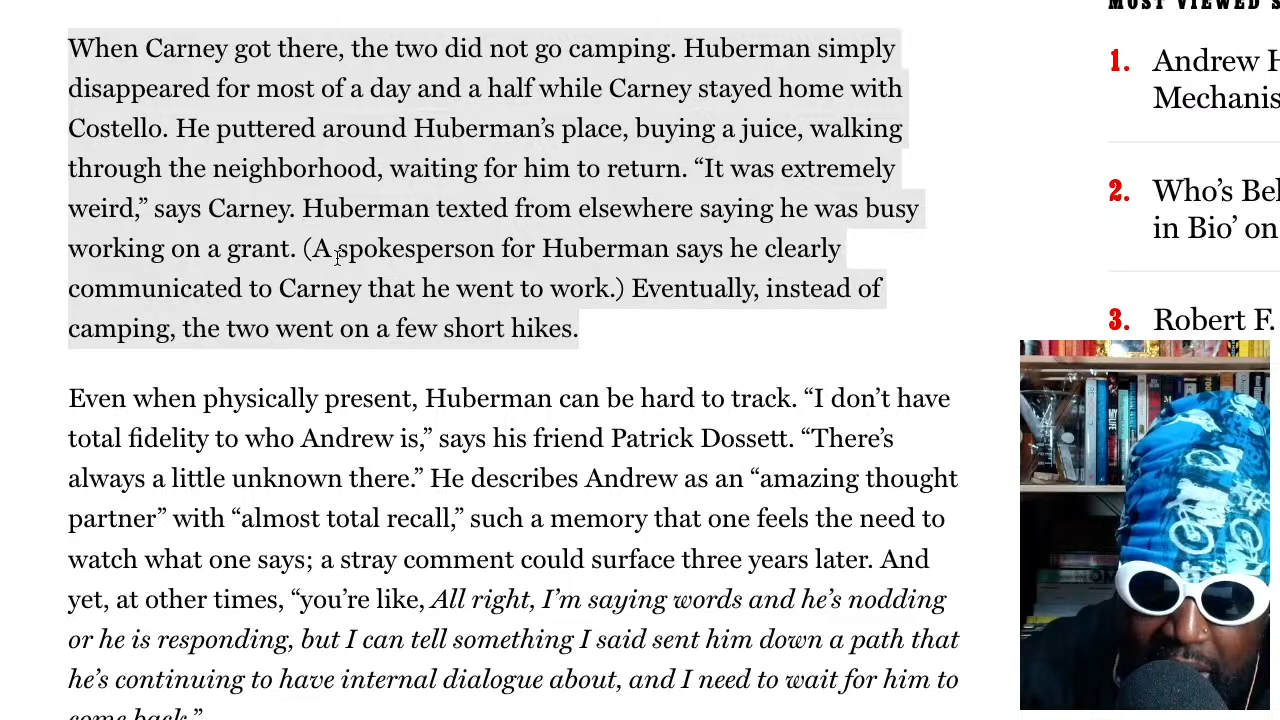 MOST VIEWED S
When Carney got there, the two did not go camping. Huberman simply
disappeared for most of a day and a half while Carney stayed home with
Costello. He puttered around Huberman’s place, buying a juice, walking
through the neighborhood, waiting for him to return. “It was extremely
weird,” says Carney. Huberman texted from elsewhere saying he was busy
working on a grant. (A spokesperson for Huberman says he clearly
communicated to Carney that he went to work.) Eventually, instead of
camping, the two went on a few short hikes.
Even when physically present, Huberman can be hard to track. “I don’t have
total fidelity to who Andrew is,” says his friend Patrick Dossett. “There’s
always a little unknown there.” He describes Andrew as an “amazing thought
partner” with “almost total recall,” such a memory that one feels the need to
watch what one says; a stray comment could surface three years later. And
yet, at other times, “you’re like, All right, I’m saying words and he’s nodding
or he is responding, but I can tell something I said sent him down a path that
he’s continuing to have internal dialogue about, and I need to wait for him to
come back.”
1. Andrew H
Mechanis
2. Who’s Bel
in Bio’ on
3. Robert F.